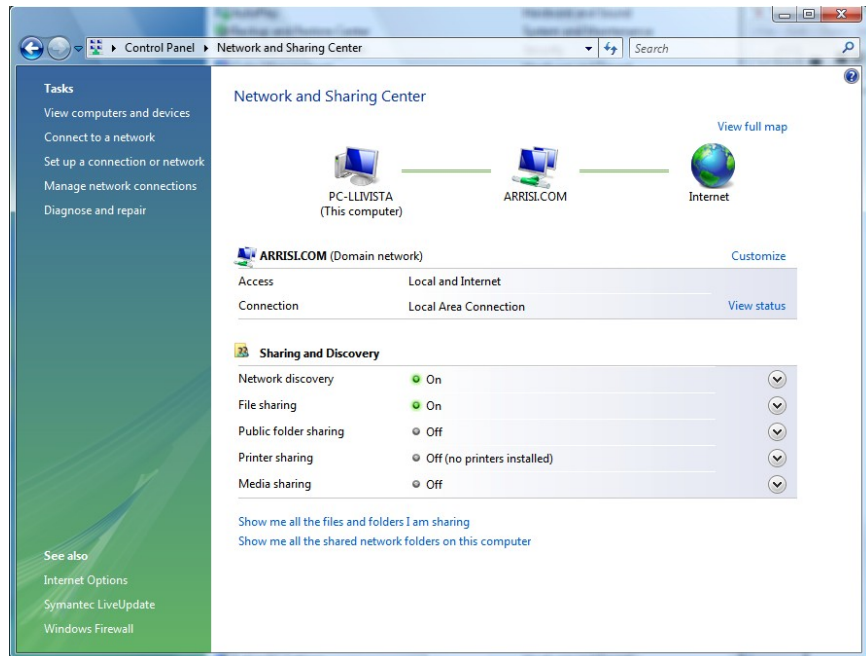 Control Panel ▸ Network and Sharing Center
Search
Tasks
View computers and devices
Connect to a network
Set up a connection or network
Manage network connections
Diagnose and repair
Network and Sharing Center
View full map
PC-LLIVISTA
(This computer)
ARRISI.COM
Internet
ARRISI.COM (Domain network) Customize
Access Local and Internet
Connection Local Area Connection View status
Sharing and Discovery
Network discovery On
File sharing On
Public folder sharing Off
Printer sharing Off (no printers installed)
Media sharing Off
Show me all the files and folders I am sharing
Show me all the shared network folders on this computer
See also
Internet Options
Symantec LiveUpdate
Windows Firewall